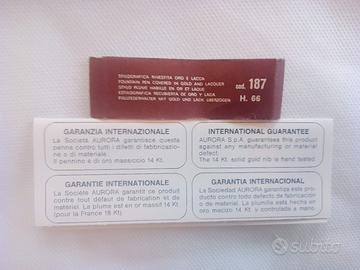 STILOGRAFICA RIVESTITA ORO E LACCA
FOUNTAIN PEN COVERED IN GOLD AND LACQUER
STYLO PLUME HABILLE EN OR ET LAQUE
ESTILOGRAFICA RECUBIERTA DE ORO Y LACA
FULLFEDERHALTER MIT GOLD UND LACK UBERZOGEN
cod. 187
H. 66
GARANZIA INTERNAZIONALE
La Società AURORA garantisce questa
penna contro tutti i difetti di fabbricazio-
ne o di materiale.
Il pennino è di oro massiccio 14 Kt.
INTERNATIONAL GUARANTEE
AURORA S.p.A. guarantees this product
against any manufacturing or material
defect.
The 14 Kt. solid gold nib is hand tested.
GARANTIE INTERNATIONALE
La Société AURORA garantit ce produit
contre tout défaut de fabrication et de
matériau. La plume est en or massif 14 Kt.
(pour la France 18 Kt)
GARANTIA INTERNACIONAL
La Sociedad AURORA garantiza este pro-
ducto contra todo defecto de fabricación
o de material. La plumilla está hecha en
oro macizo 14 Kt. y controlada a mano.
subito